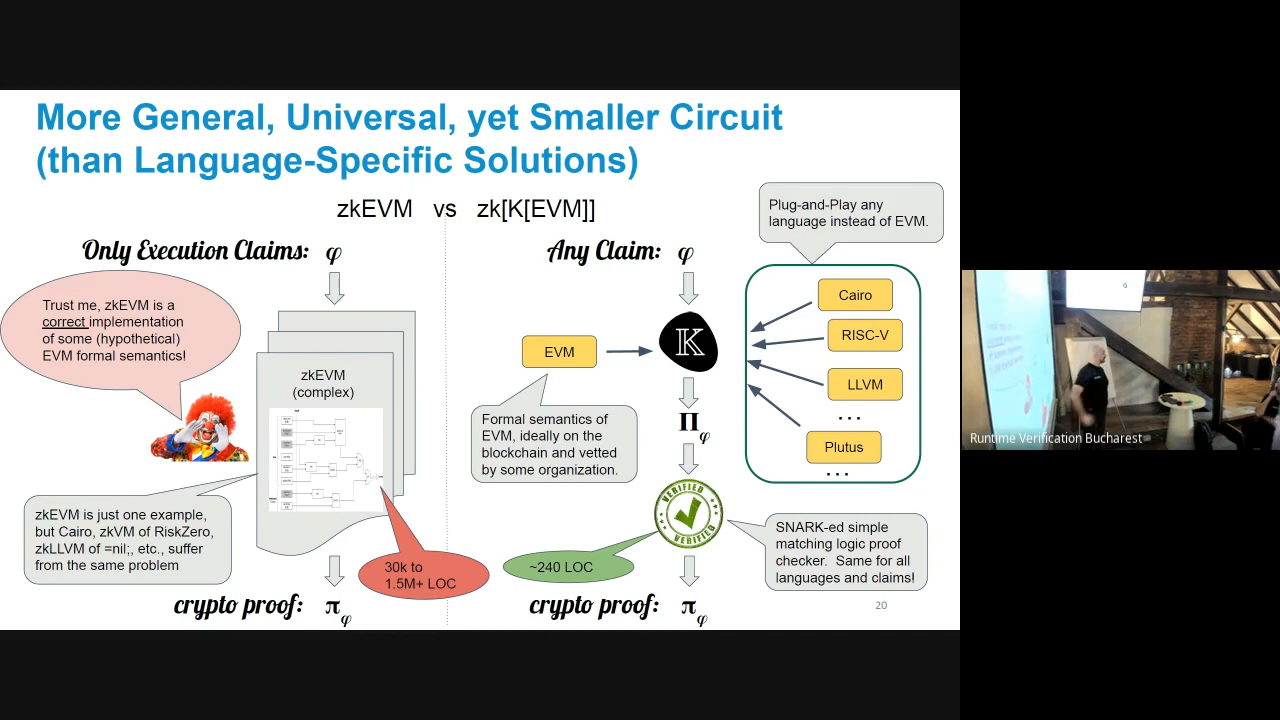 More General, Universal, yet Smaller Circuit
(than Language-Specific Solutions)
zkEVM vs zk[K[EVM]]
Only Execution Claims: φ
Trust me, zkEVM is a
correct implementation
of some (hypothetical)
EVM formal semantics!
zkEVM
(complex)
zkEVM is just one example,
but Cairo, zkVM of RiskZero,
zkLLVM of =nil;, etc., suffer
from the same problem
30k to
1.5M+ LOC
crypto proof: π φ
Any Claim: φ
EVM
K
Formal semantics of
EVM, ideally on the
blockchain and vetted
by some organization.
Π φ
VERIFIED
VERIFIED
~240 LOC
crypto proof: π φ
Plug-and-Play any
language instead of EVM.
Cairo
RISC-V
LLVM
...
Plutus
...
SNARK-ed simple
matching logic proof
checker. Same for all
languages and claims!
20
Runtime Verification Bucharest